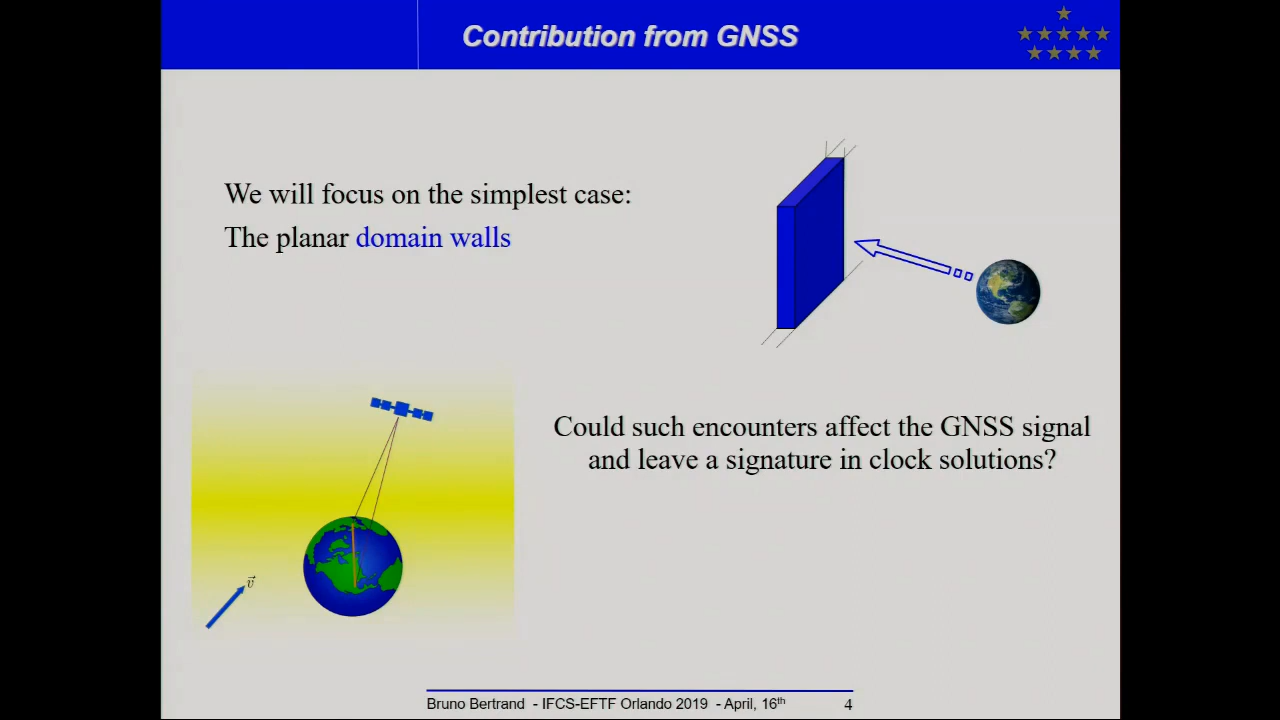 Contribution from GNSS
We will focus on the simplest case:
The planar domain walls
Could such encounters affect the GNSS signal
and leave a signature in clock solutions?
v⃗
Bruno Bertrand - IFCS-EFTF Orlando 2019 - April, 16th 4